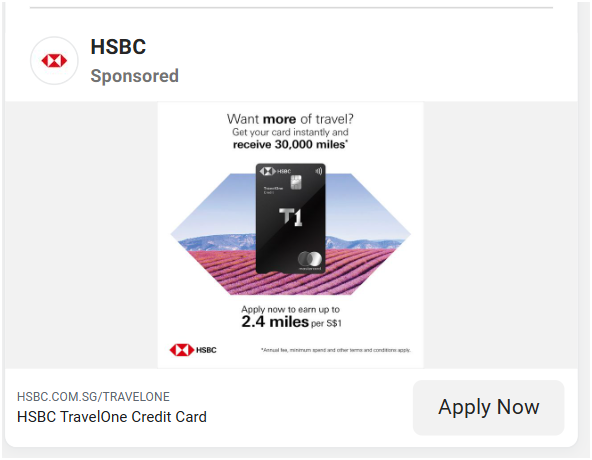 HSBC
Sponsored
Want more of travel?
Get your card instantly and
receive 30,000 miles*
HSBC
TravelOne
Credit
T1
mastercard
Apply now to earn up to
2.4 miles per S$1
HSBC
*Annual fee, minimum spend and other terms and conditions apply.
HSBC.COM.SG/TRAVELONE
HSBC TravelOne Credit Card
Apply Now